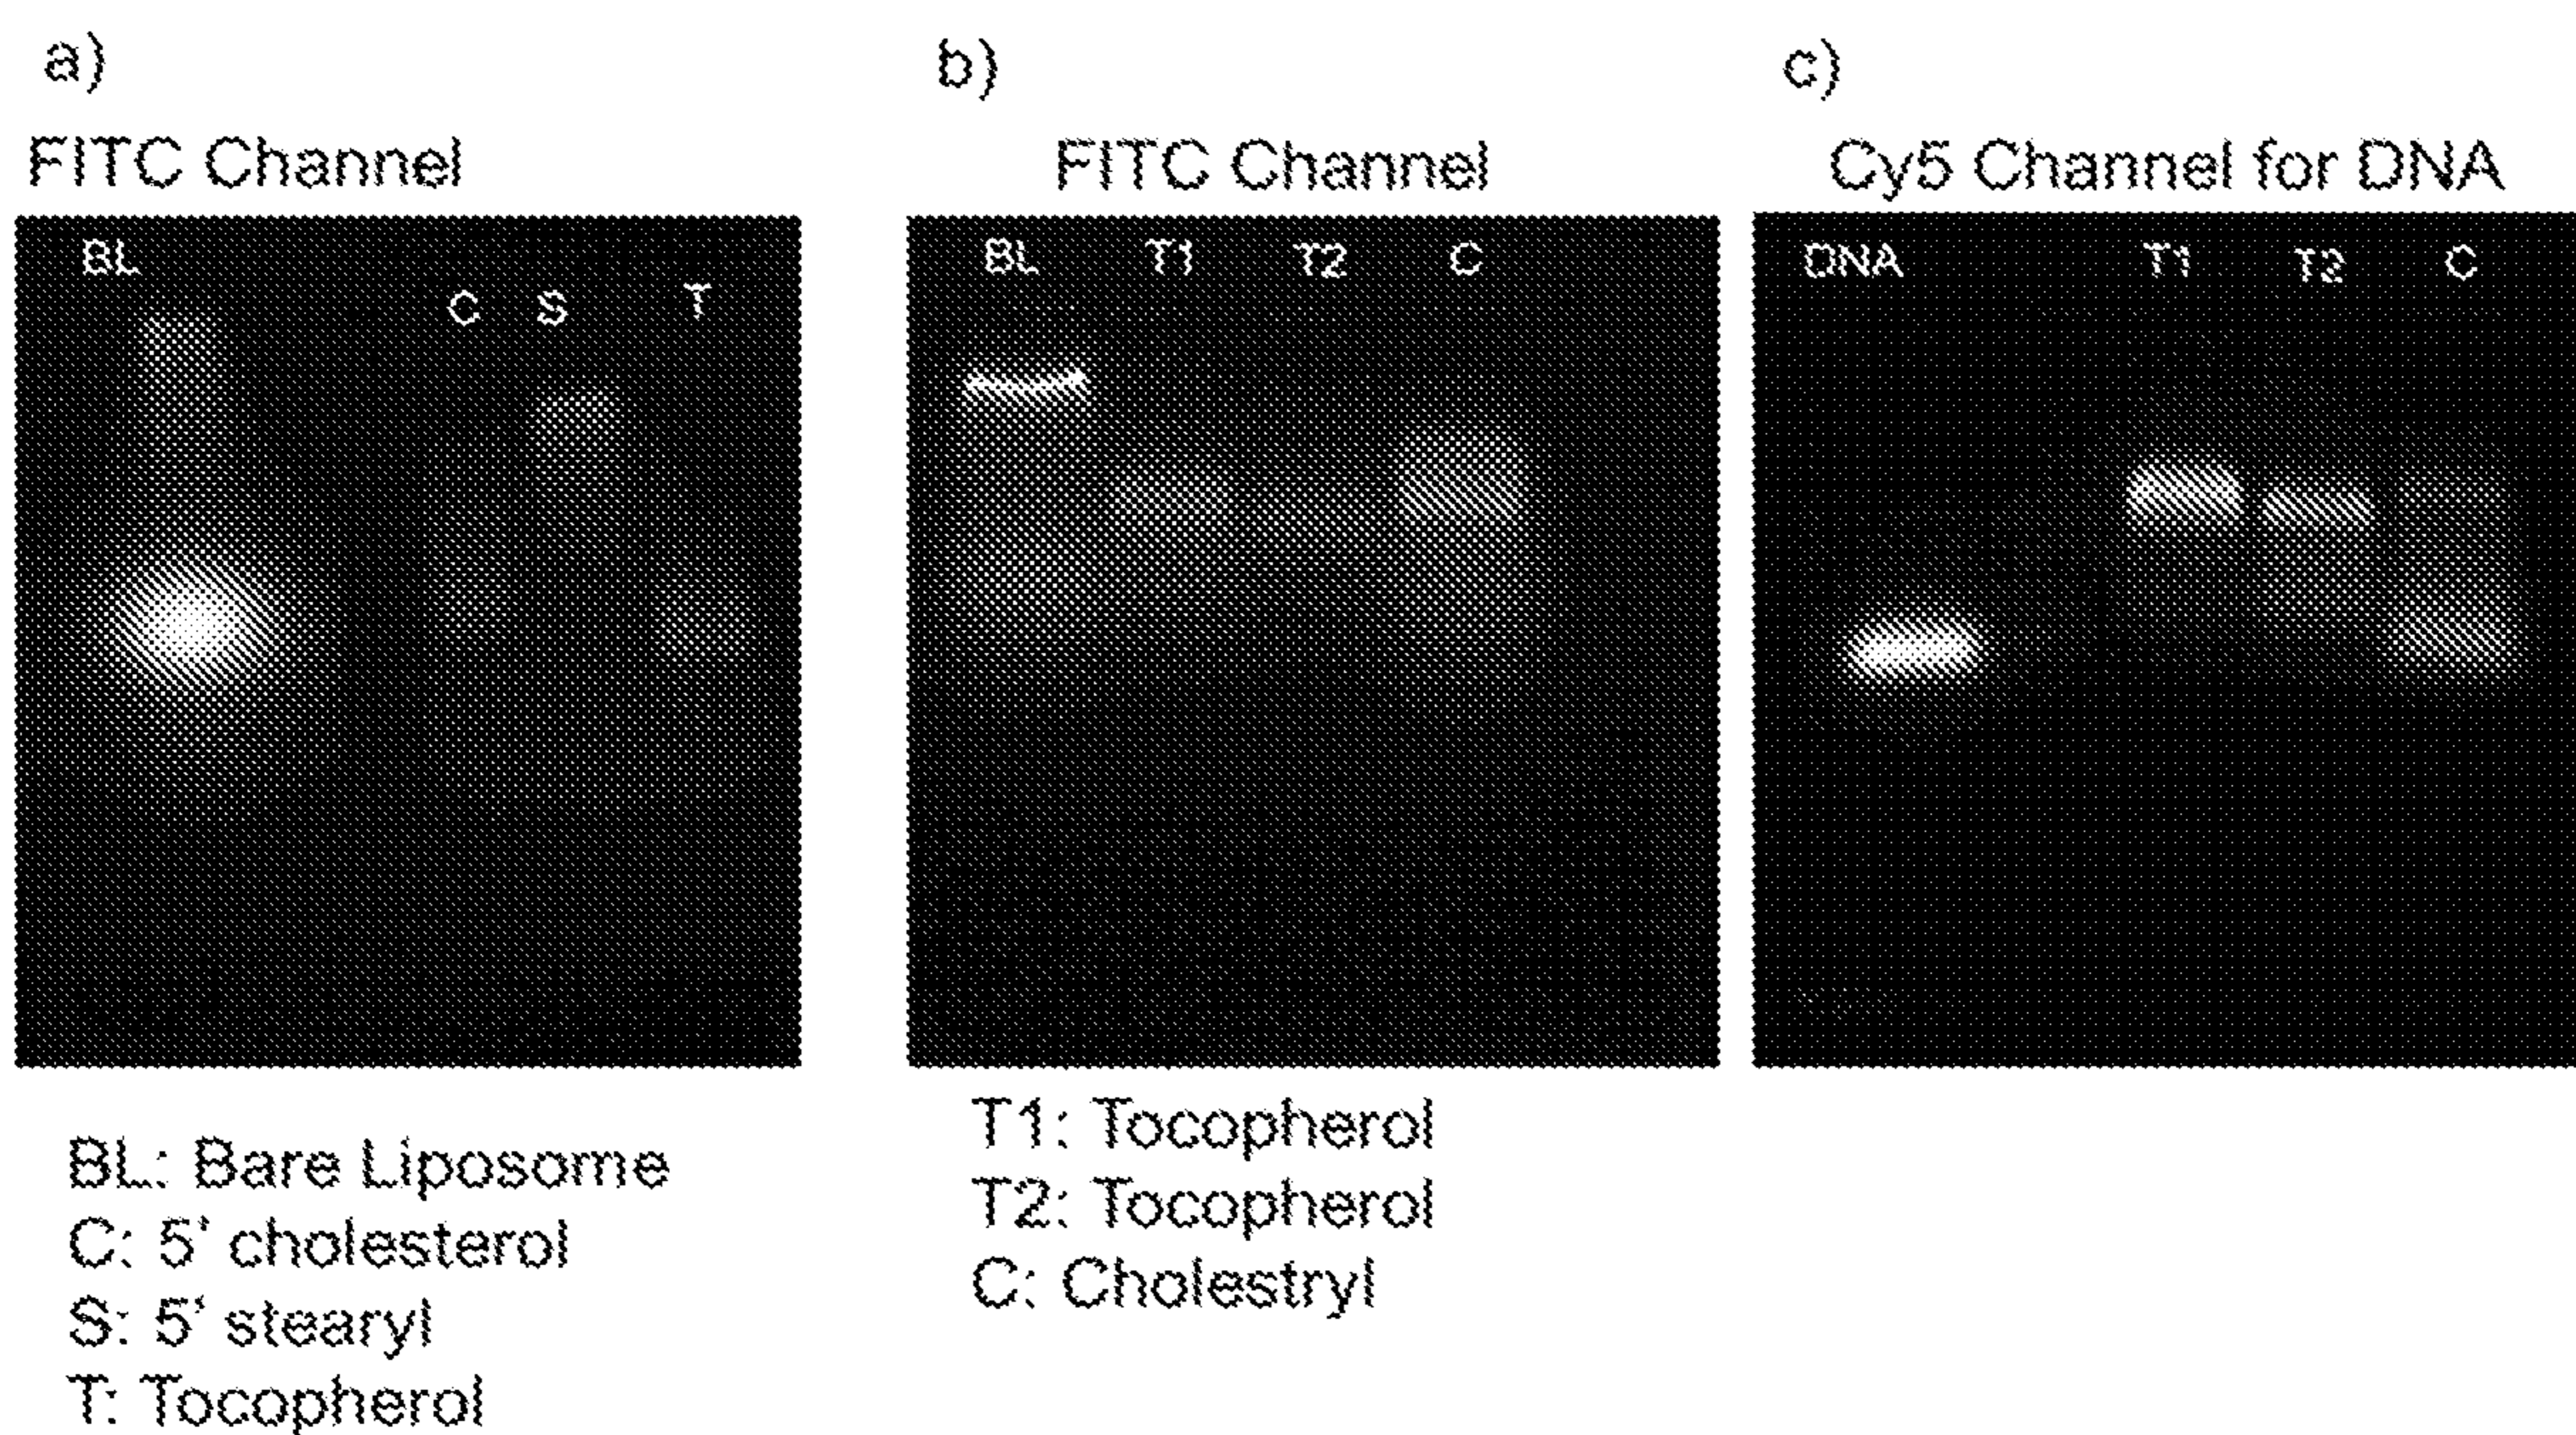 a)
FITC Channel
BL
C S T
BL: Bare Liposome
C: 5' cholesterol
S: 5' stearyl
T: Tocopherol
b)
FITC Channel
BL T1 T2 C
T1: Tocopherol
T2: Tocopherol
C: Cholestryl
c)
Cy5 Channel for DNA
DNA T1 T2 C